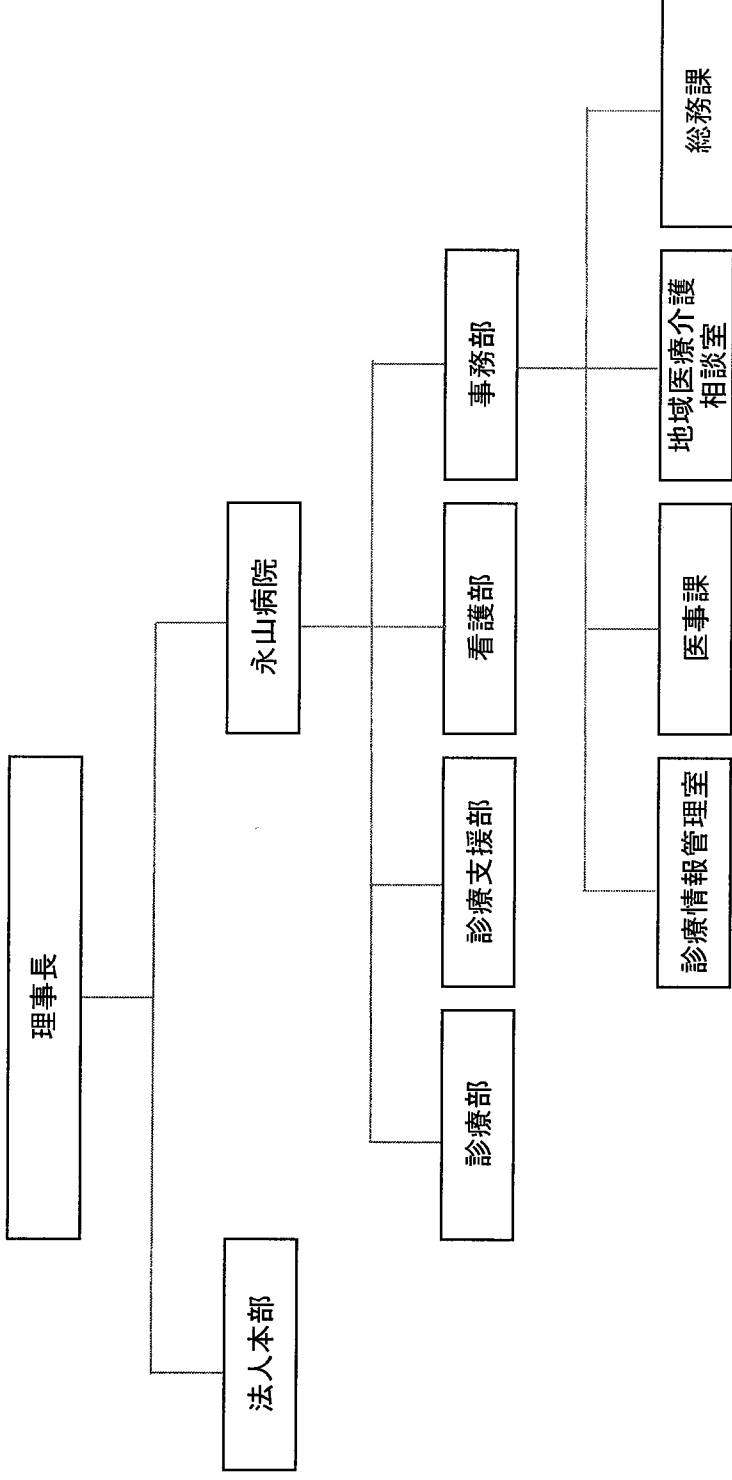 理事長
法人本部
永山病院
診療部
診療支援部
看護部
事務部
診療情報管理室
医事課
地域医療介護
相談室
総務課